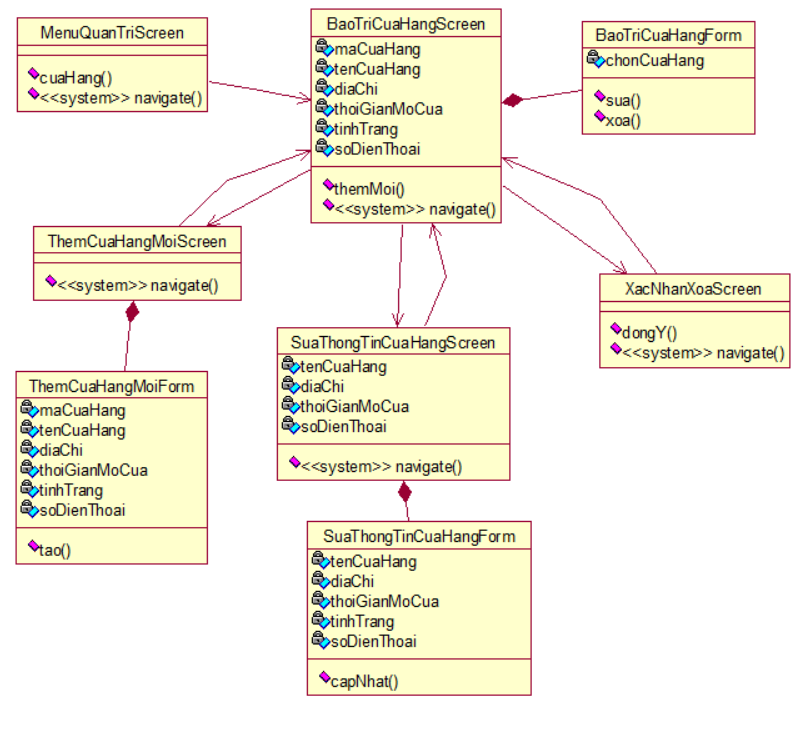 MenuQuanTriScreen
cuaHang()
<<system>> navigate()
BaoTriCuaHangScreen
maCuaHang
tenCuaHang
diaChi
thoiGianMoCua
tinhTrang
soDienThoai
themMoi()
<<system>> navigate()
BaoTriCuaHangForm
chonCuaHang
sua()
xoa()
ThemCuaHangMoiScreen
<<system>> navigate()
XacNhanXoaScreen
dongY()
<<system>> navigate()
SuaThongTinCuaHangScreen
tenCuaHang
diaChi
thoiGianMoCua
soDienThoai
<<system>> navigate()
ThemCuaHangMoiForm
maCuaHang
tenCuaHang
diaChi
thoiGianMoCua
tinhTrang
soDienThoai
tao()
SuaThongTinCuaHangForm
tenCuaHang
diaChi
thoiGianMoCua
tinhTrang
soDienThoai
capNhat()